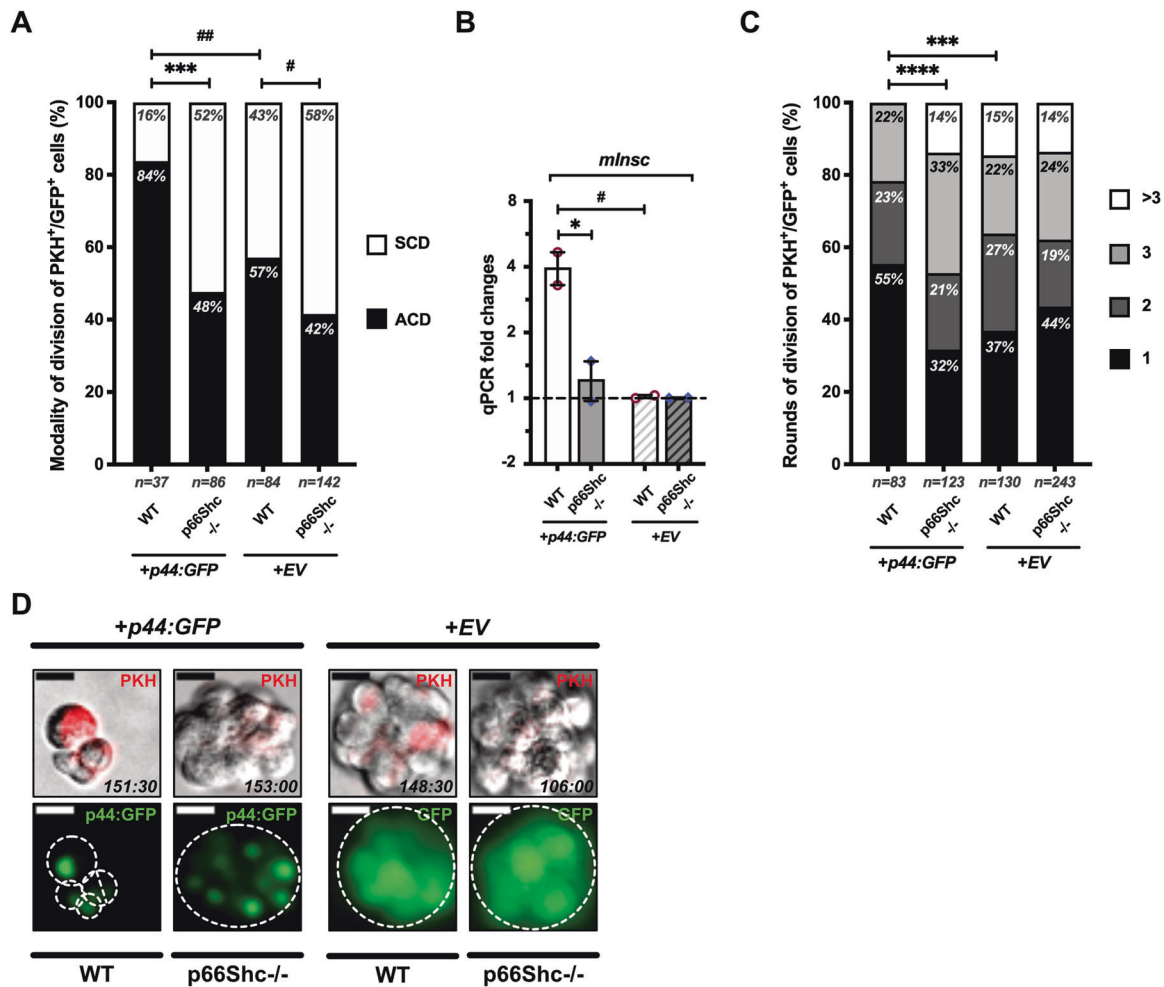 A
##
***
#
Modality of division of PKH+/GFP+ cells (%)
100
80
60
40
20
0
16%
52%
43%
58%
84%
48%
57%
42%
SCD
ACD
n=37
n=86
n=84
n=142
WT
p66Shc
-/-
WT
p66Shc
-/-
+p44:GFP
+EV
B
mInsc
#
*
qPCR fold changes
8
4
2
1
-2
WT
p66Shc
-/-
WT
p66Shc
-/-
+p44:GFP
+EV
C
***
****
Rounds of division of PKH+/GFP+ cells (%)
100
80
60
40
20
0
22%
14%
15%
14%
33%
22%
24%
23%
21%
27%
19%
55%
32%
37%
44%
>3
3
2
1
n=83
n=123
n=130
n=243
WT
p66Shc
-/-
WT
p66Shc
-/-
+p44:GFP
+EV
D
+p44:GFP
+EV
PKH
PKH
PKH
PKH
151:30
153:00
148:30
106:00
p44:GFP
p44:GFP
GFP
GFP
WT
p66Shc-/-
WT
p66Shc-/-